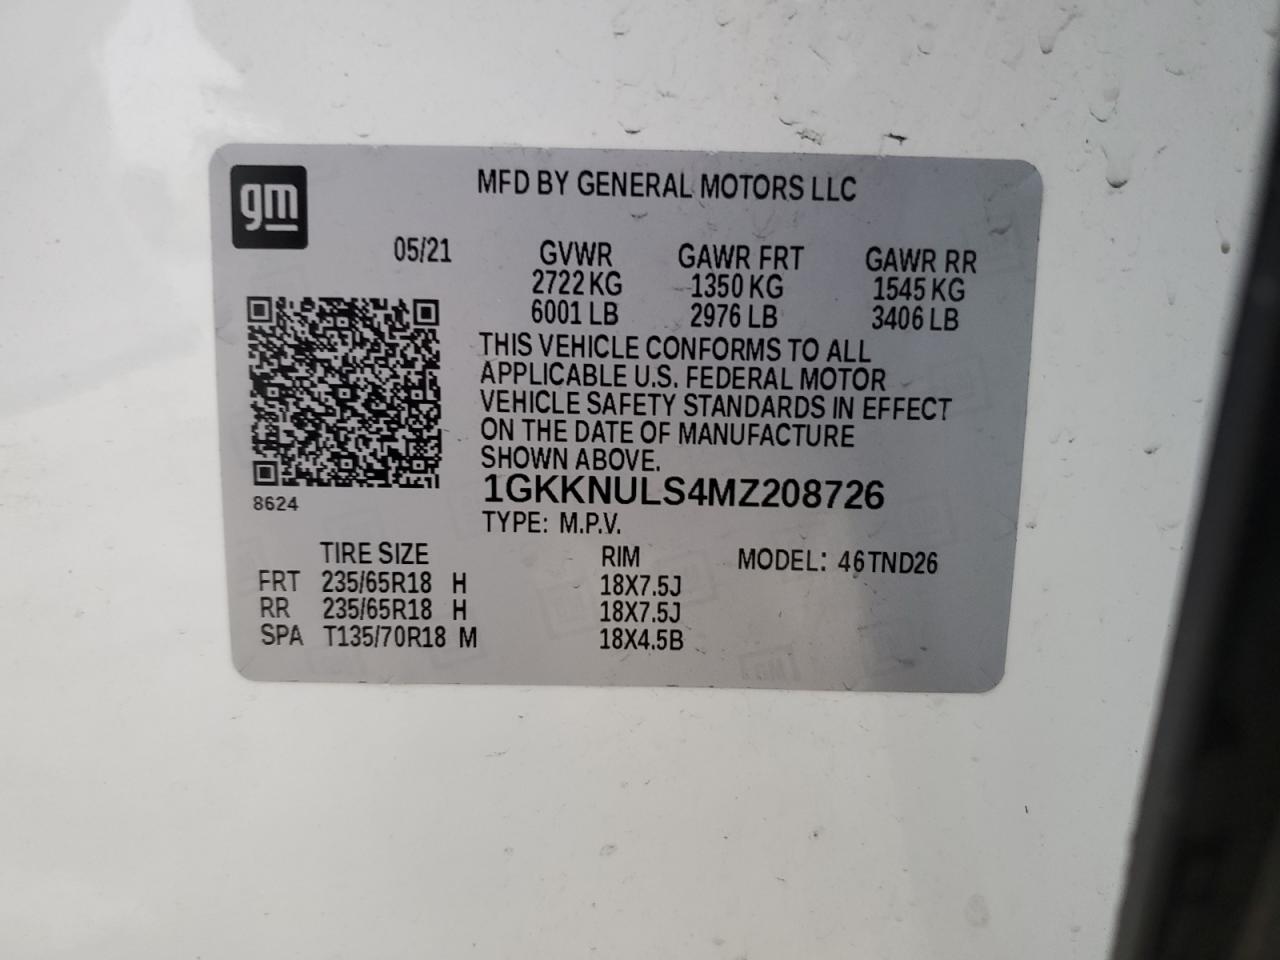 gm
MFD BY GENERAL MOTORS LLC
05/21
GVWR GAWR FRT GAWR RR
2722 KG 1350 KG 1545 KG
6001 LB 2976 LB 3406 LB
THIS VEHICLE CONFORMS TO ALL
APPLICABLE U.S. FEDERAL MOTOR
VEHICLE SAFETY STANDARDS IN EFFECT
ON THE DATE OF MANUFACTURE
SHOWN ABOVE.
8624
1GKKNULS4MZ208726
TYPE: M.P.V.
TIRE SIZE RIM MODEL: 46TND26
FRT 235/65R18 H 18X7.5J
RR 235/65R18 H 18X7.5J
SPA T135/70R18 M 18X4.5B